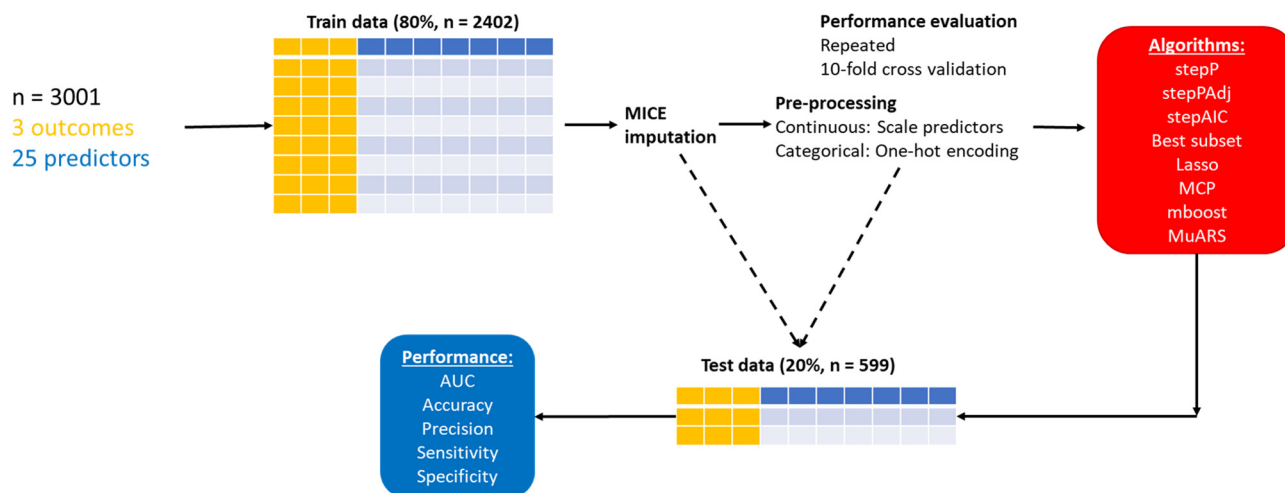 n = 3001
3 outcomes
25 predictors
Train data (80%, n = 2402)
MICE
imputation
Performance evaluation
Repeated
10-fold cross validation
Pre-processing
Continuous: Scale predictors
Categorical: One-hot encoding
Algorithms:
stepP
stepPAdj
stepAIC
Best subset
Lasso
MCP
mboost
MuARS
Test data (20%, n = 599)
Performance:
AUC
Accuracy
Precision
Sensitivity
Specificity